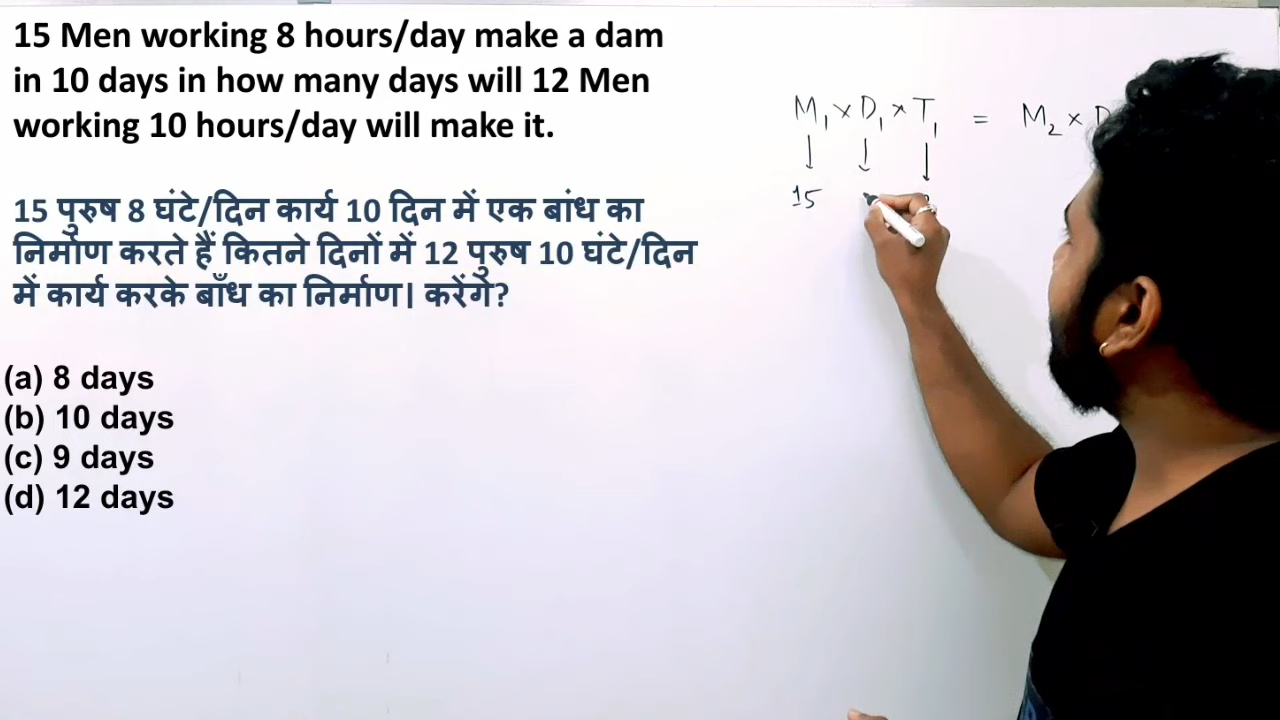 15 Men working 8 hours/day make a dam
in 10 days in how many days will 12 Men
working 10 hours/day will make it.
15 पुरुष 8 घंटे/दिन कार्य 10 दिन में एक बांध का
निर्माण करते हैं कितने दिनों में 12 पुरुष 10 घंटे/दिन
में कार्य करके बाँध का निर्माण। करेंगे?
(a) 8 days
(b) 10 days
(c) 9 days
(d) 12 days
M₁ × D₁ × T₁ = M₂ ×
15